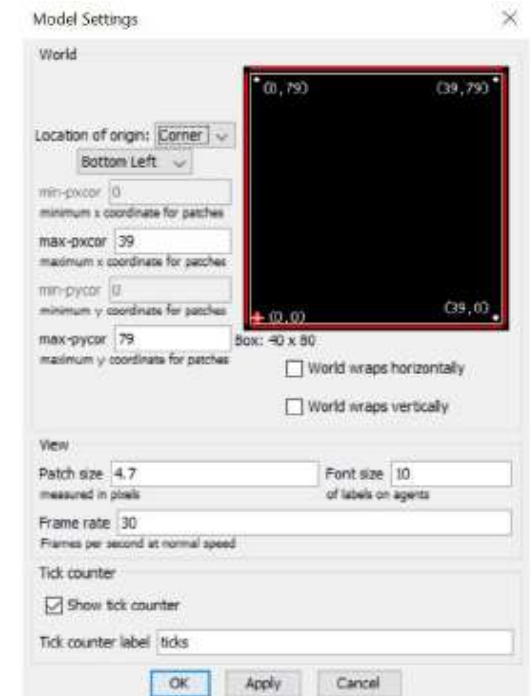 Model Settings
World
(0,79) (39,79)
Location of origin: Corner
Bottom Left
min-pxcor 0
minimum x coordinate for patches
max-pxcor 39
maximum x coordinate for patches
min-pycor 0
minimum y coordinate for patches
(0,0) (39,0)
max-pycor 79 Box: 40 x 80
maximum y coordinate for patches
World wraps horizontally
World wraps vertically
View
Patch size 4.7 Font size 10
measured in pixels of labels on agents
Frame rate 30
Frames per second at normal speed
Tick counter
Show tick counter
Tick counter label ticks
OK Apply Cancel